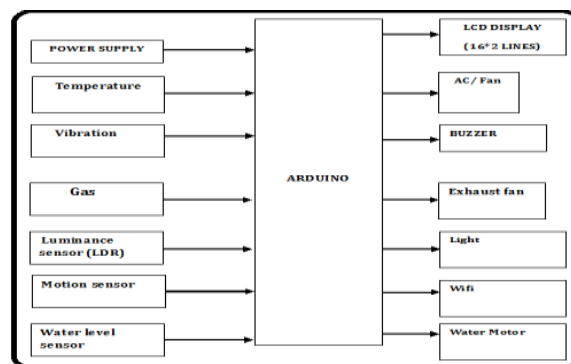 POWER SUPPLY
Temperature
Vibration
Gas
Luminance
sensor (LDR)
Motion sensor
Water level
sensor
ARDUINO
LCD DISPLAY
(16*2 LINES)
AC/ Fan
BUZZER
Exhaust fan
Light
Wifi
Water Motor